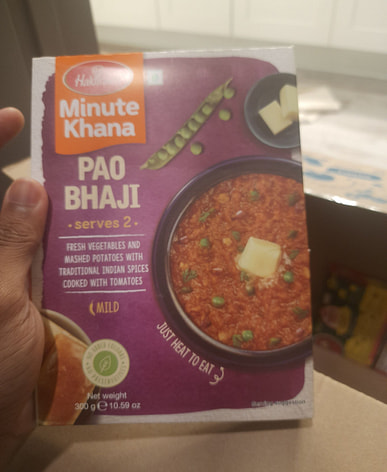 Minute
Khana
PAO
BHAJI
- serves 2 -
FRESH VEGETABLES AND
MASHED POTATOES WITH
TRADITIONAL INDIAN SPICES
COOKED WITH TOMATOES
MILD
JUST HEAT TO EAT
Net weight
300 g ℮ 10.59 oz